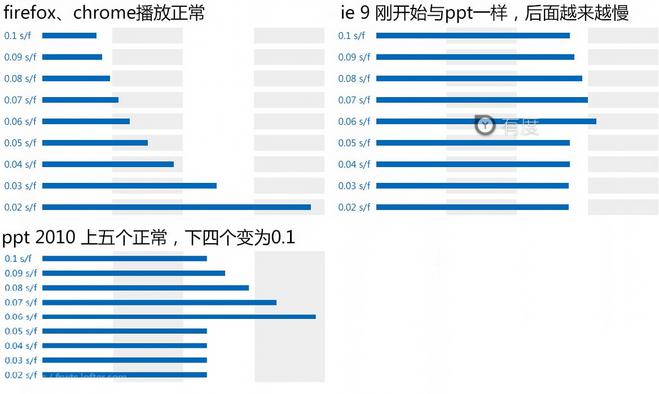 firefox、chrome播放正常
0.1 s/f
0.09 s/f
0.08 s/f
0.07 s/f
0.06 s/f
0.05 s/f
0.04 s/f
0.03 s/f
0.02 s/f
ie 9 刚开始与ppt一样，后面越来越慢
0.1 s/f
0.09 s/f
0.08 s/f
0.07 s/f
0.06 s/f
0.05 s/f
0.04 s/f
0.03 s/f
0.02 s/f
有度
ppt 2010 上五个正常，下四个变为0.1
0.1 s/f
0.09 s/f
0.08 s/f
0.07 s/f
0.06 s/f
0.05 s/f
0.04 s/f
0.03 s/f
0.02 s/f